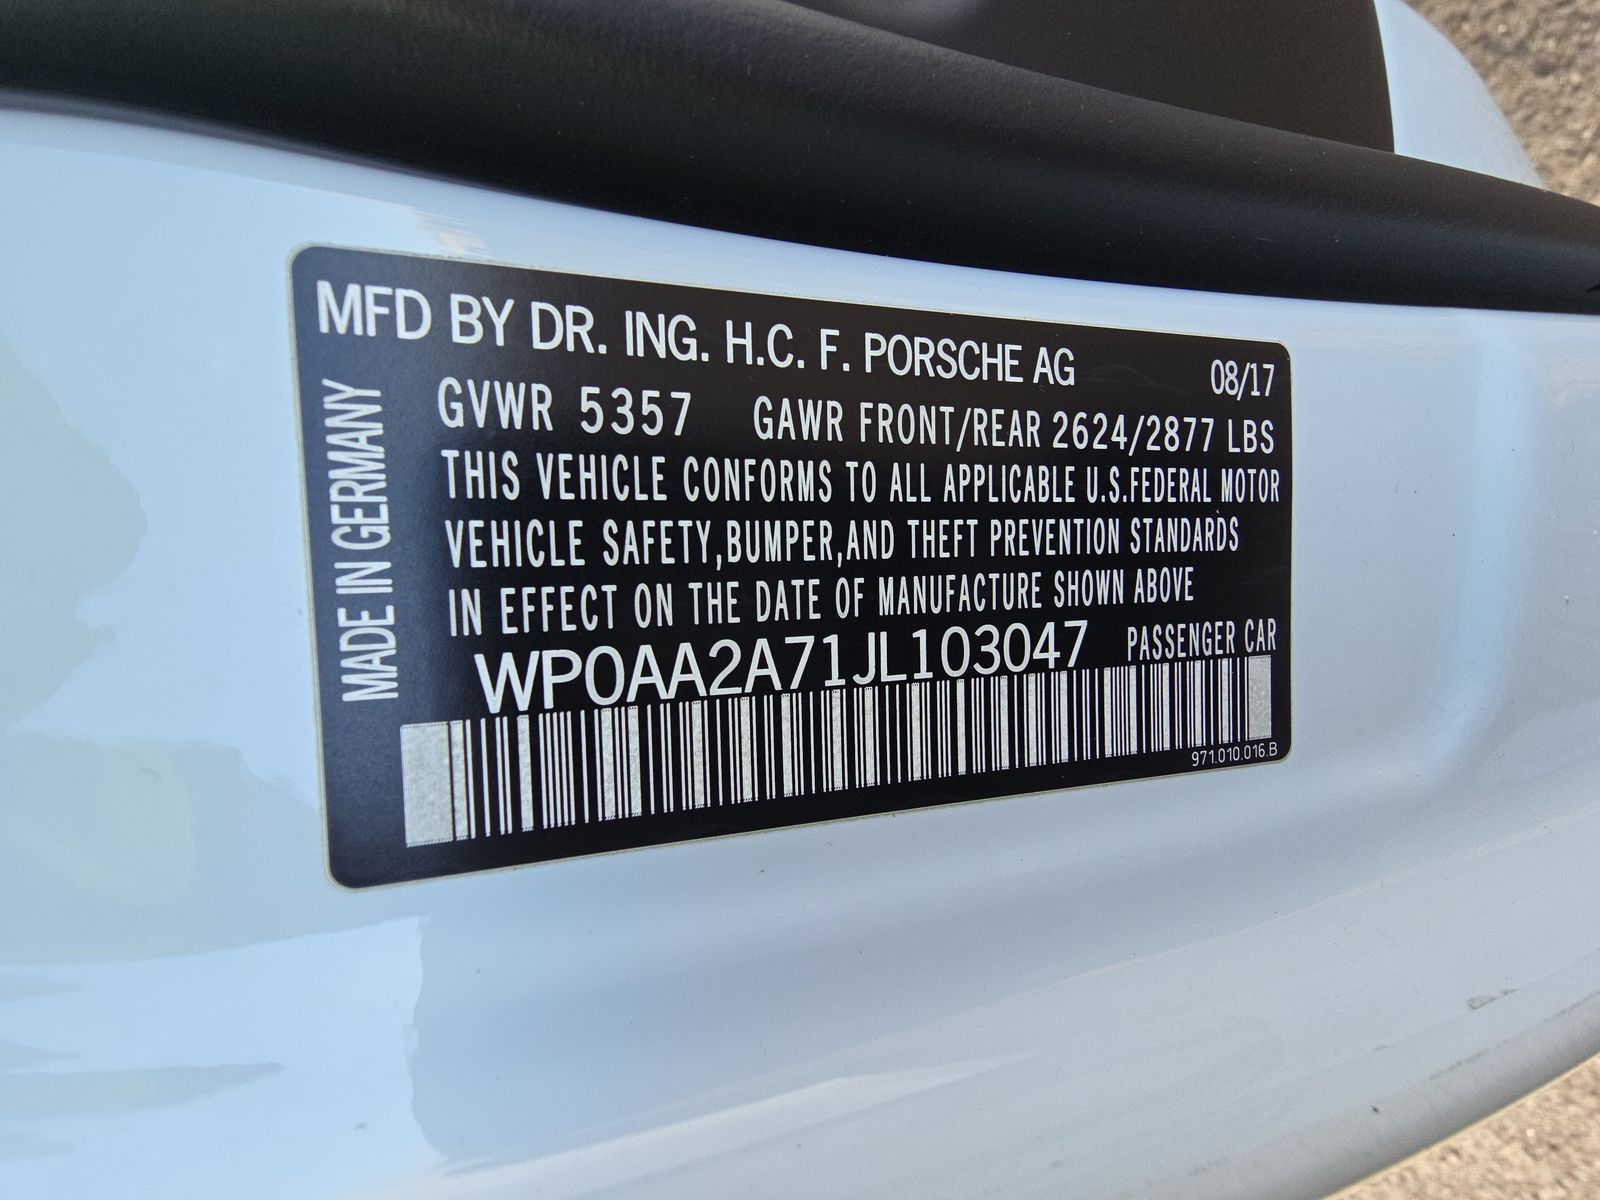 MFD BY DR. ING. H.C. F. PORSCHE AG 08/17
GVWR 5357 GAWR FRONT/REAR 2624/2877 LBS
THIS VEHICLE CONFORMS TO ALL APPLICABLE U.S.FEDERAL MOTOR
VEHICLE SAFETY,BUMPER,AND THEFT PREVENTION STANDARDS
IN EFFECT ON THE DATE OF MANUFACTURE SHOWN ABOVE
WP0AA2A71JL103047 PASSENGER CAR
971.010.016.B
MADE IN GERMANY